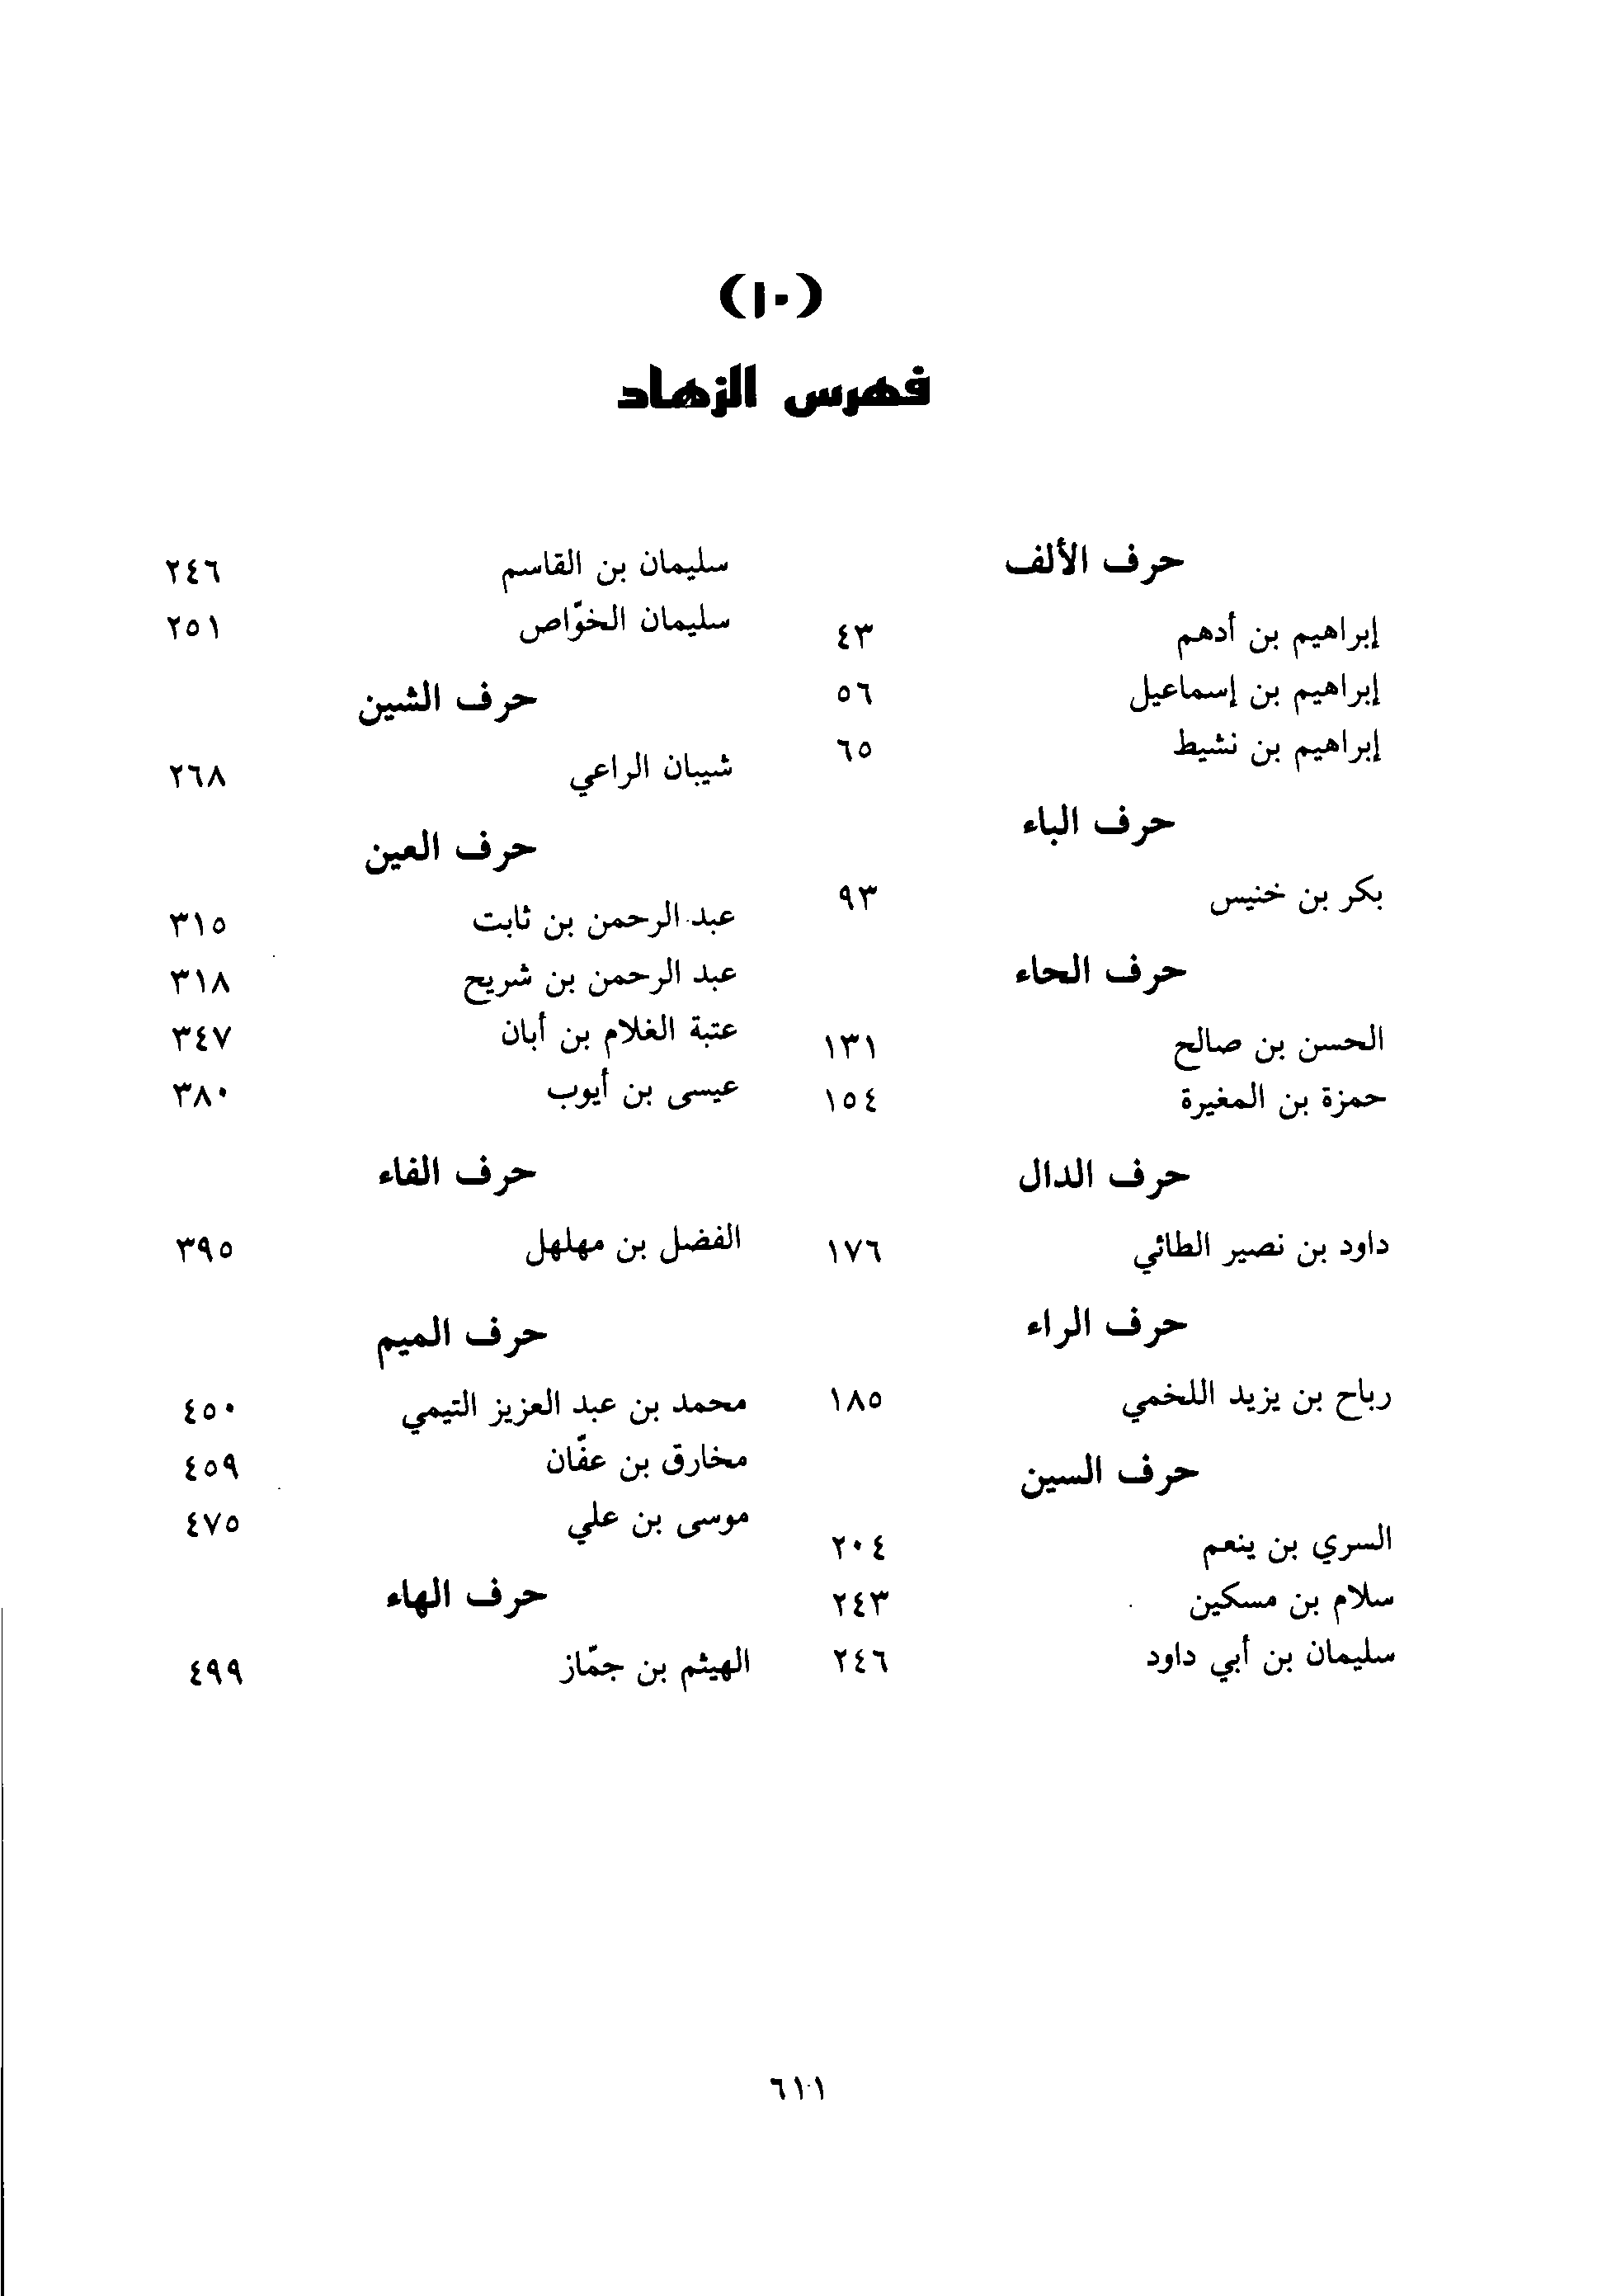 (١٠)
فهرس الزهاد
حرف الألف
إبراهيم بن أدهم ٤٣
إبراهيم بن إسماعيل ٥٦
إبراهيم بن نشيط ٦٥
حرف الباء
بكر بن خنيس ٩٣
حرف الحاء
الحسن بن صالح ١٣١
حمزة بن المغيرة ١٥٤
حرف الدال
داود بن نصير الطائي ١٧٦
حرف الراء
رباح بن يزيد اللخمي ١٨٥
حرف السين
السري بن ينعم ٢٠٤
سلام بن مسكين ٢٤٣
سليمان بن أبي داود ٢٤٦
سليمان بن القاسم ٢٤٦
سليمان الخوّاص ٢٥١
حرف الشين
شيبان الراعي ٢٦٨
حرف العين
عبد الرحمن بن ثابت ٣١٥
عبد الرحمن بن شريح ٣١٨
عتبة الغلام بن أبان ٣٤٧
عيسى بن أيوب ٣٨٠
حرف الفاء
الفضل بن مهلهل ٣٩٥
حرف الميم
محمد بن عبد العزيز التيمي ٤٥٠
مخارق بن عفّان ٤٥٩
موسى بن علي ٤٧٥
حرف الهاء
الهيثم بن جمّاز ٤٩٩
٦١١